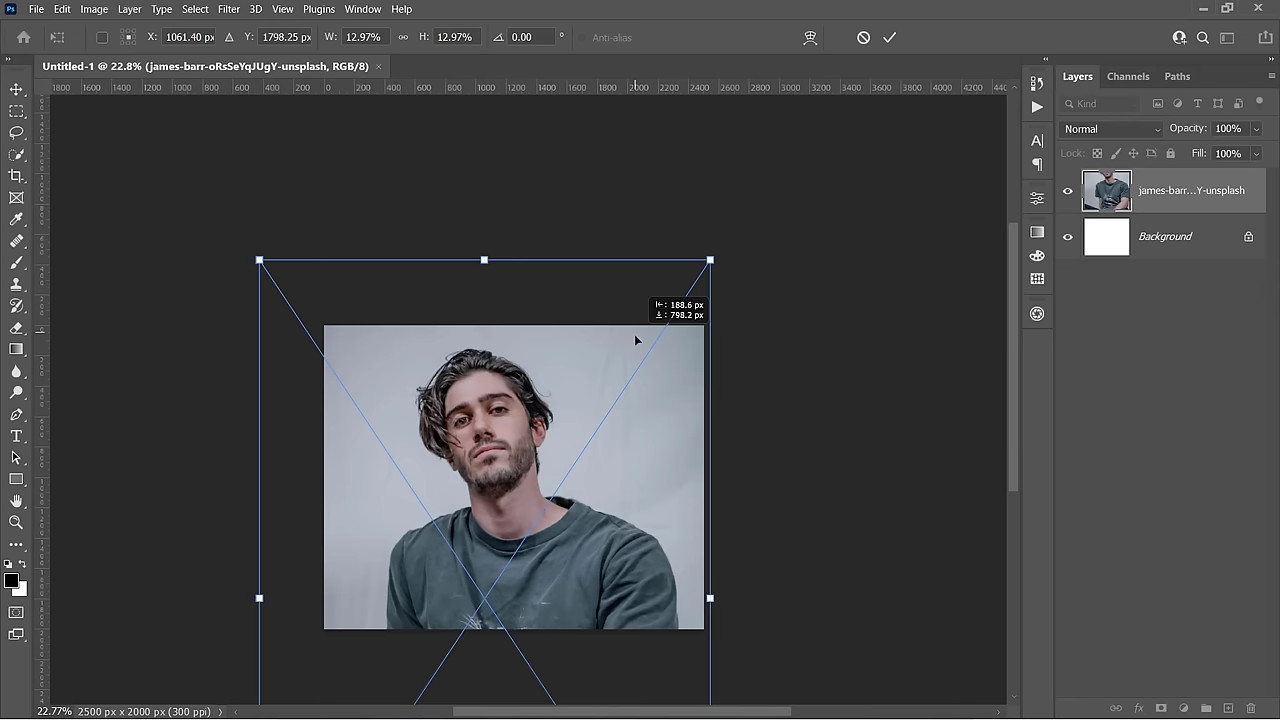 Ps File Edit Image Layer Type Select Filter 3D View Plugins Window Help
X: 1061.40 px Y: 1798.25 px W: 12.97% H: 12.97% 0.00 ° Anti-alias
Untitled-1 @ 22.8% (james-barr-oRsSeYqJUgY-unsplash, RGB/8) ×
1800 1600 1400 1200 1000 800 600 400 200 0 200 400 600 800 1000 1200 1400 1600 1800 2000 2200 2400 2600 2800 3000 3200 3400 3600 3800 4000 4200
Layers Channels Paths
Kind
Normal Opacity: 100%
Lock: Fill: 100%
james-barr...Y-unsplash
Background
188.6 px
798.2 px
22.77% 2500 px x 2000 px (300 ppi)